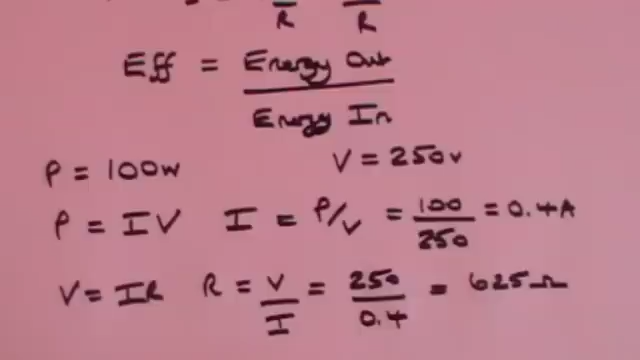 R R
Eff = Energy Out / Energy In
P = 100W V = 250v
P = IV I = P/V = 100/250 = 0.4A
V = IR R = V/I = 250/0.4 = 625Ω